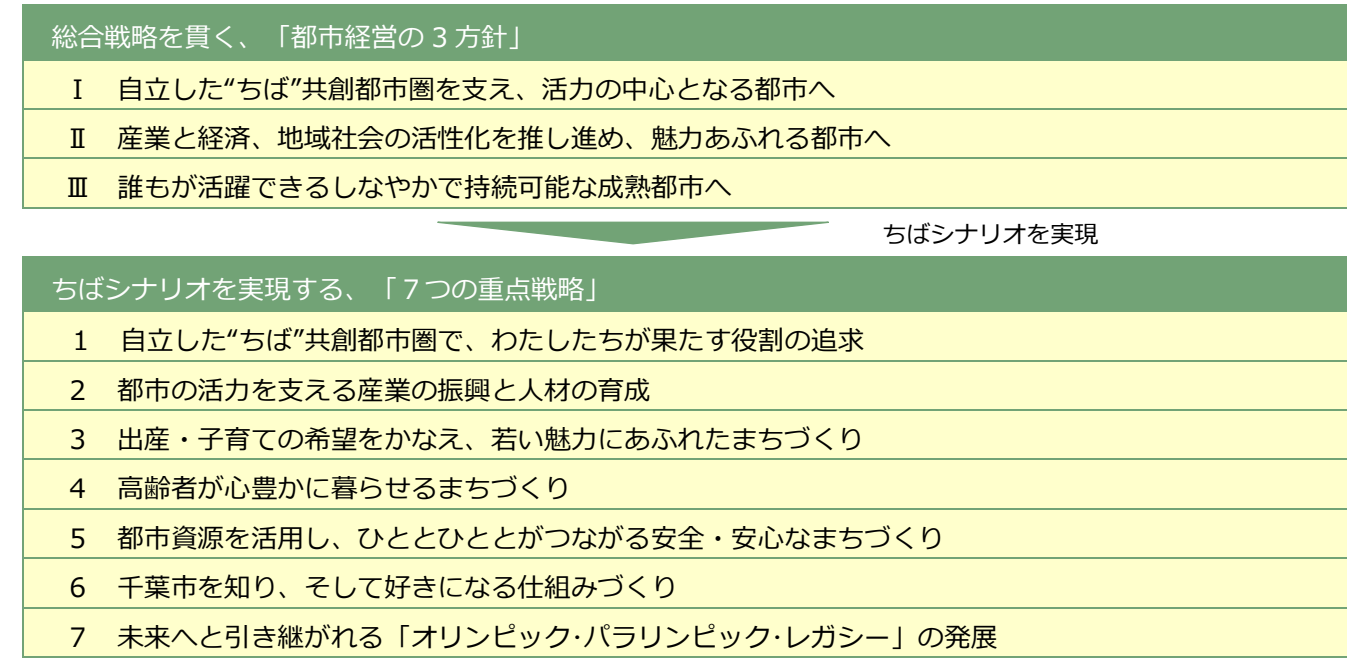 総合戦略を貫く、「都市経営の3方針」
Ⅰ 自立した“ちば”共創都市圏を支え、活力の中心となる都市へ
Ⅱ 産業と経済、地域社会の活性化を推し進め、魅力あふれる都市へ
Ⅲ 誰もが活躍できるしなやかで持続可能な成熟都市へ
ちばシナリオを実現
ちばシナリオを実現する、「7つの重点戦略」
1 自立した“ちば”共創都市圏で、わたしたちが果たす役割の追求
2 都市の活力を支える産業の振興と人材の育成
3 出産・子育ての希望をかなえ、若い魅力にあふれたまちづくり
4 高齢者が心豊かに暮らせるまちづくり
5 都市資源を活用し、ひととひととがつながる安全・安心なまちづくり
6 千葉市を知り、そして好きになる仕組みづくり
7 未来へと引き継がれる「オリンピック・パラリンピック・レガシー」の発展